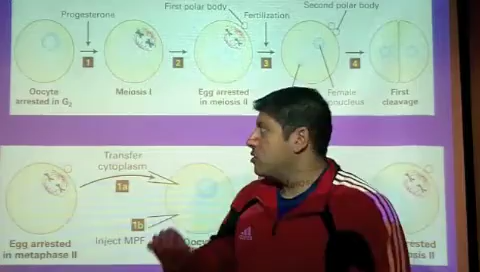 Progesterone
First polar body
Fertilization
Second polar body
1
2
3
4
Oocyte
arrested in G2
Meiosis I
Egg arrested
in meiosis II
Female
pronucleus
First
cleavage
Transfer
cytoplasm
1a
1b
Inject MPF
Egg arrested
in metaphase II